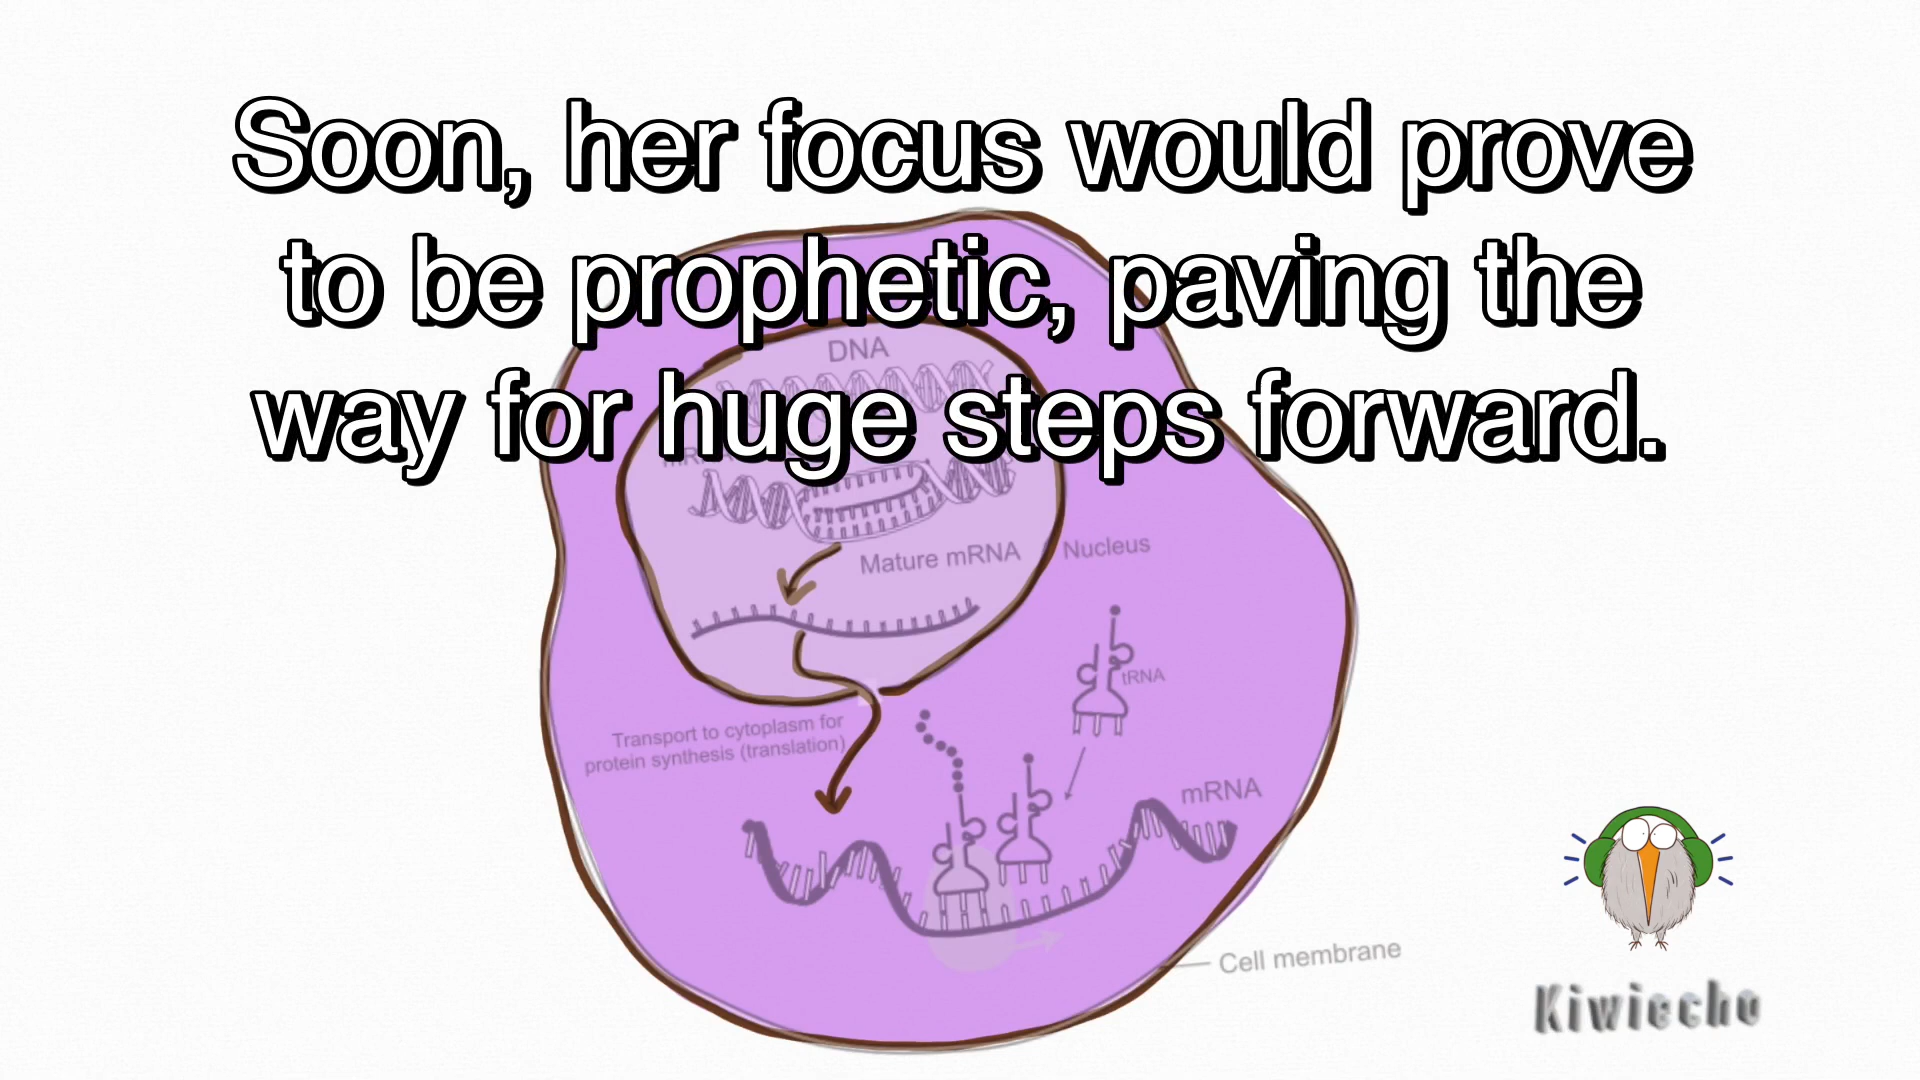 Soon, her focus would prove
to be prophetic, paving the
way for huge steps forward.
DNA
Mature mRNA
Nucleus
tRNA
Transport to cytoplasm for
protein synthesis (translation)
mRNA
Cell membrane
Kiwiecho